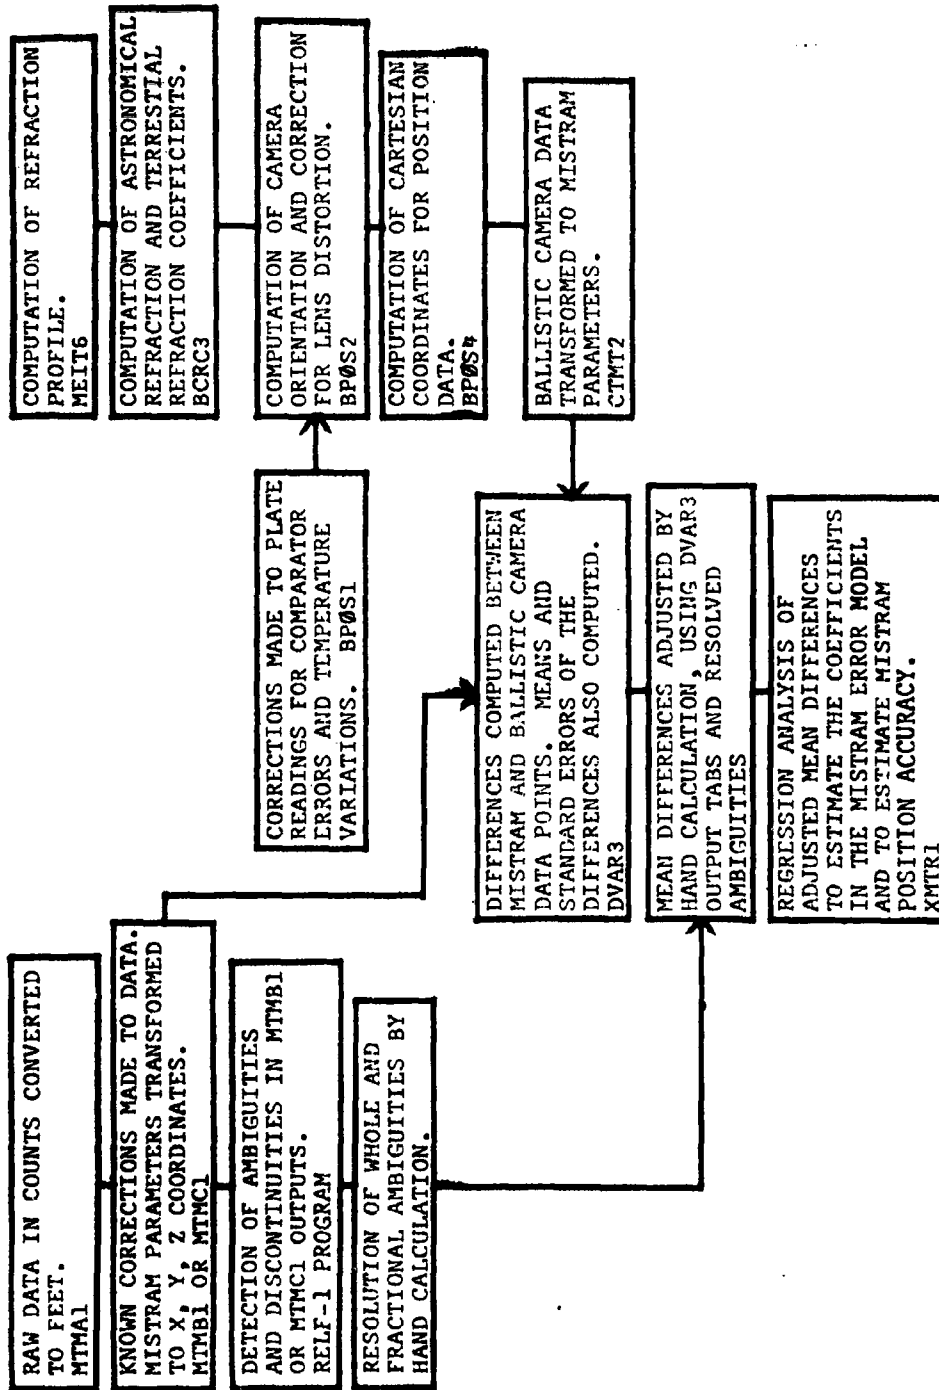 RAW DATA IN COUNTS CONVERTED
TO FEET.
MTMA1
KNOWN CORRECTIONS MADE TO DATA.
MISTRAM PARAMETERS TRANSFORMED
TO X, Y, Z COORDINATES.
MTMB1 OR MTMC1
DETECTION OF AMBIGUITIES
AND DISCONTINUITIES IN MTMB1
OR MTMC1 OUTPUTS.
RELF-1 PROGRAM
RESOLUTION OF WHOLE AND
FRACTIONAL AMBIGUITIES BY
HAND CALCULATION.
CORRECTIONS MADE TO PLATE
READINGS FOR COMPARATOR
ERRORS AND TEMPERATURE
VARIATIONS. BPØS1
DIFFERENCES COMPUTED BETWEEN
MISTRAM AND BALLISTIC CAMERA
DATA POINTS. MEANS AND
STANDARD ERRORS OF THE
DIFFERENCES ALSO COMPUTED.
DVAR3
MEAN DIFFERENCES ADJUSTED BY
HAND CALCULATION, USING DVAR3
OUTPUT TABS AND RESOLVED
AMBIGUITIES
REGRESSION ANALYSIS OF
ADJUSTED MEAN DIFFERENCES
TO ESTIMATE THE COEFFICIENTS
IN THE MISTRAM ERROR MODEL
AND TO ESTIMATE MISTRAM
POSITION ACCURACY.
XMTR1
COMPUTATION OF REFRACTION
PROFILE.
MEIT6
COMPUTATION OF ASTRONOMICAL
REFRACTION AND TERRESTIAL
REFRACTION COEFFICIENTS.
BCRC3
COMPUTATION OF CAMERA
ORIENTATION AND CORRECTION
FOR LENS DISTORTION.
BPØS2
COMPUTATION OF CARTESIAN
COORDINATES FOR POSITION
DATA.
BPØS4
BALLISTIC CAMERA DATA
TRANSFORMED TO MISTRAM
PARAMETERS.
CTMT2